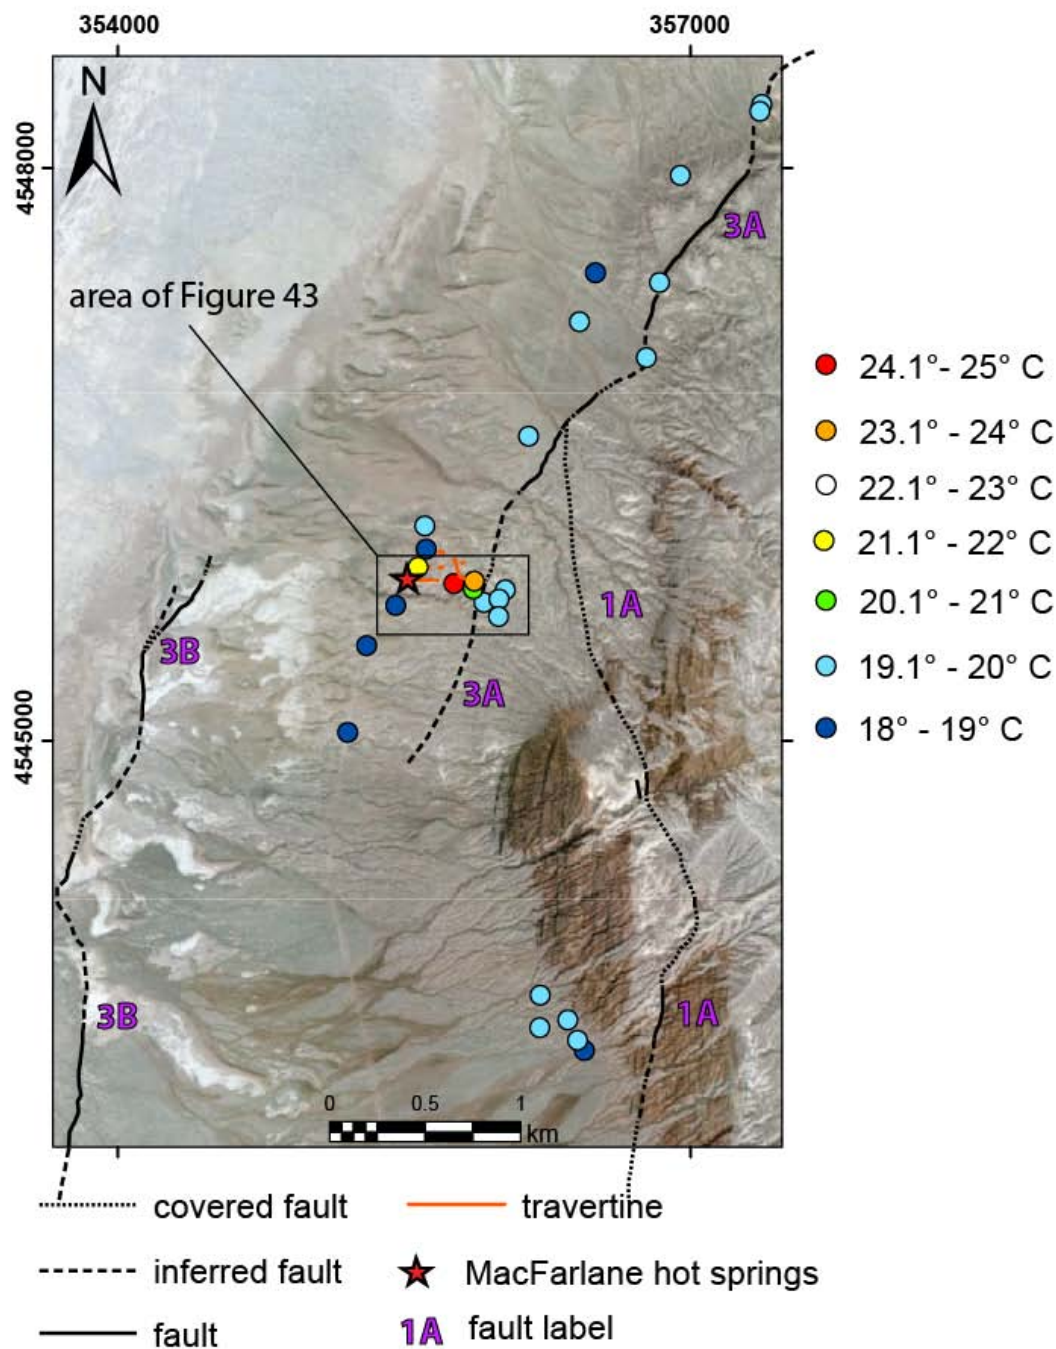 354000
357000
N
4548000
3A
area of Figure 43
24.1°- 25° C
23.1° - 24° C
22.1° - 23° C
21.1° - 22° C
20.1° - 21° C
19.1° - 20° C
18° - 19° C
1A
3B
3A
4545000
3B
1A
0 0.5 1
km
covered fault
travertine
inferred fault
MacFarlane hot springs
fault
1A fault label